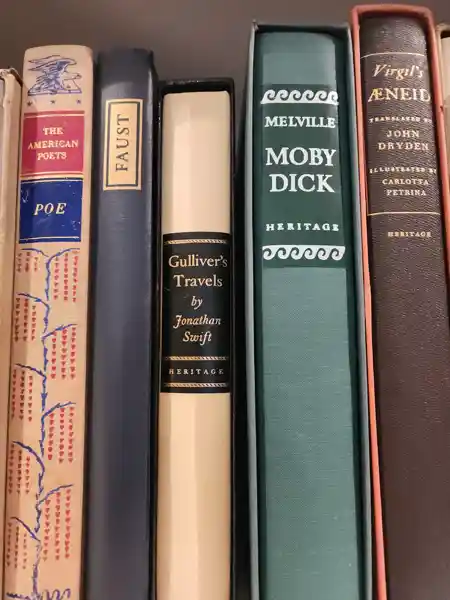 THE
AMERICAN
POETS
POE
FAUST
Gulliver's
Travels
by
Jonathan
Swift
HERITAGE
MELVILLE
MOBY
DICK
HERITAGE
Virgil's
ÆNEID
TRANSLATED BY
JOHN
DRYDEN
ILLUSTRATED BY
CARLOTTA
PETRINA
HERITAGE